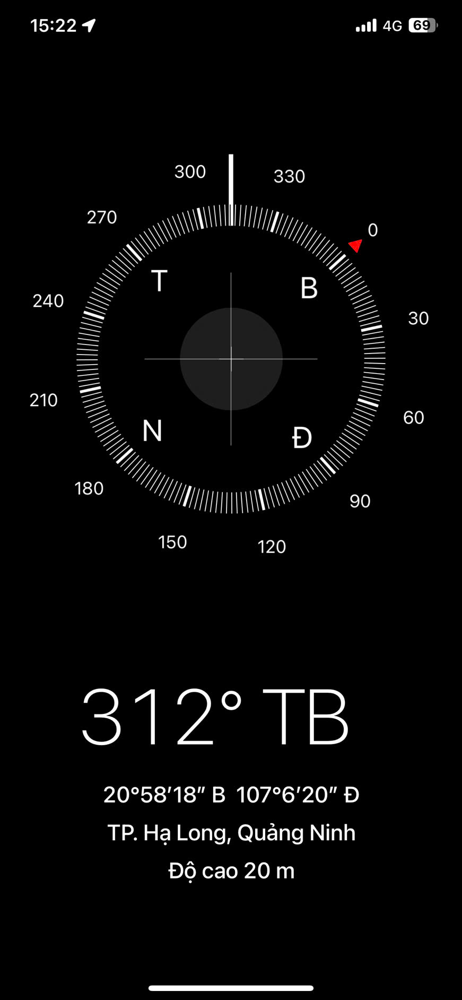 15:22 4G 69
300 330
270 0
T B
240 30
210 60
N Đ
180 90
150 120
312° TB
20°58′18″ B 107°6′20″ Đ
TP. Hạ Long, Quảng Ninh
Độ cao 20 m